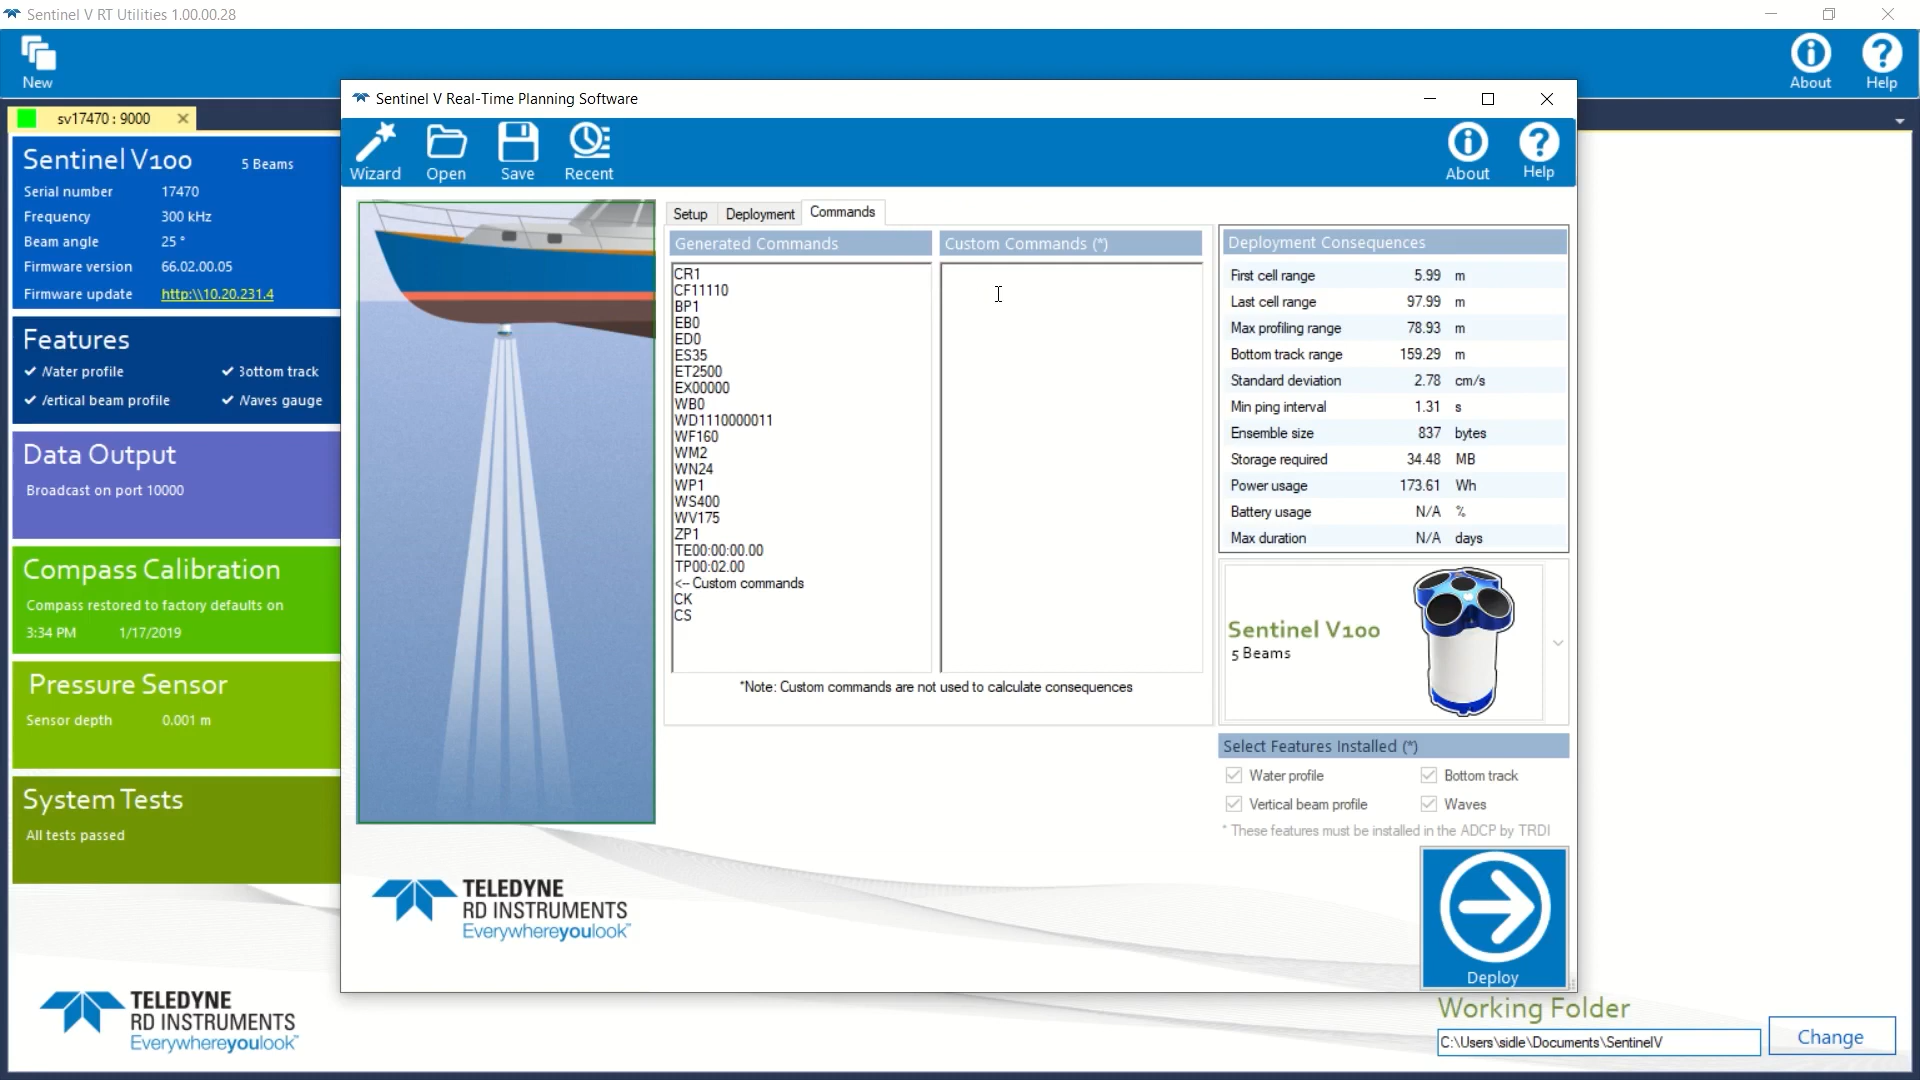 Sentinel V RT Utilities 1.00.00.28
New
About
Help
sv17470 : 9000
Sentinel V100 5 Beams
Serial number 17470
Frequency 300 kHz
Beam angle 25 °
Firmware version 66.02.00.05
Firmware update http:\\10.20.231.4
Features
Water profile
Bottom track
Vertical beam profile
Waves gauge
Data Output
Broadcast on port 10000
Compass Calibration
Compass restored to factory defaults on
3:34 PM 1/17/2019
Pressure Sensor
Sensor depth 0.001 m
System Tests
All tests passed
TELEDYNE
RD INSTRUMENTS
Everywhereyoulook™
Sentinel V Real-Time Planning Software
Wizard
Open
Save
Recent
About
Help
Setup
Deployment
Commands
Generated Commands
CR1
CF11110
BP1
EB0
ED0
ES35
ET2500
EX00000
WB0
WD1110000011
WF160
WM2
WN24
WP1
WS400
WV175
ZP1
TE00:00:00.00
TP00:02.00
<-- Custom commands
CK
CS
Custom Commands (*)
*Note: Custom commands are not used to calculate consequences
Deployment Consequences
First cell range 5.99 m
Last cell range 97.99 m
Max profiling range 78.93 m
Bottom track range 159.29 m
Standard deviation 2.78 cm/s
Min ping interval 1.31 s
Ensemble size 837 bytes
Storage required 34.48 MB
Power usage 173.61 Wh
Battery usage N/A %
Max duration N/A days
Sentinel V100
5 Beams
Select Features Installed (*)
Water profile
Bottom track
Vertical beam profile
Waves
* These features must be installed in the ADCP by TRDI
TELEDYNE
RD INSTRUMENTS
Everywhereyoulook™
Deploy
Working Folder
C:\Users\sidle\Documents\SentinelV
Change